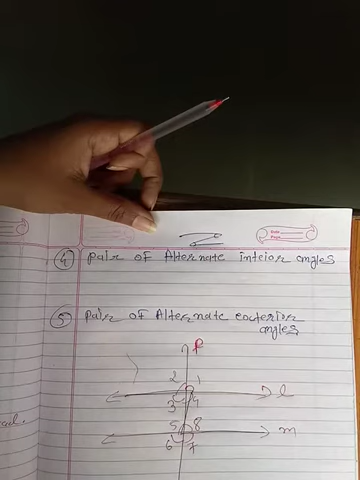 ④ pair of Alternate interior angles
⑤ pair of Alternate exterior
angles
p
2 1
l
3 4
5 8
m
6 7